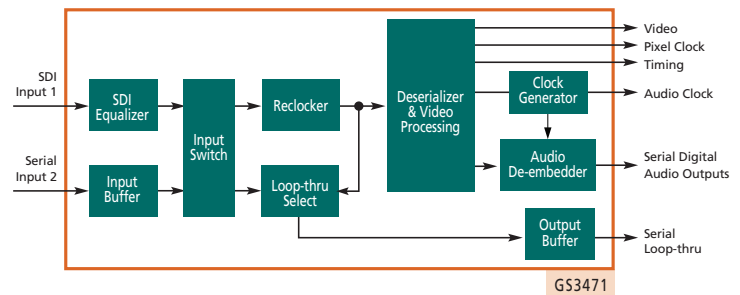 Video
Pixel Clock
Timing
SDI
Input 1
SDI
Equalizer
Input
Switch
Reclocker
Deserializer
& Video
Processing
Clock
Generator
Audio Clock
Serial
Input 2
Input
Buffer
Loop-thru
Select
Audio
De-embedder
Serial Digital
Audio Outputs
Output
Buffer
Serial
Loop-thru
GS3471